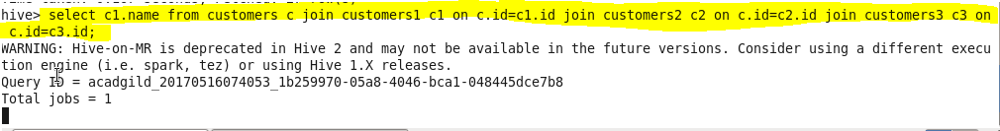 hive> select c1.name from customers c join customers1 c1 on c.id=c1.id join customers2 c2 on c.id=c2.id join customers3 c3 on
c.id=c3.id;
WARNING: Hive-on-MR is deprecated in Hive 2 and may not be available in the future versions. Consider using a different execu
tion engine (i.e. spark, tez) or using Hive 1.X releases.
Query ID = acadgild_20170516074053_1b259970-05a8-4046-bca1-048445dce7b8
Total jobs = 1